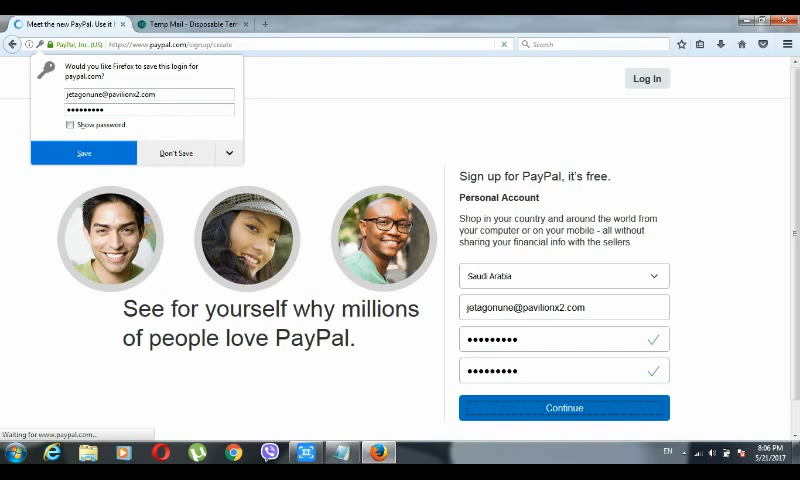 Meet the new PayPal. Use it i
Temp Mail - Disposable Tem
PayPal, Inc. (US)
https://www.paypal.com/signup/create
Search
Would you like Firefox to save this login for
paypal.com?
jetagonune@pavilionx2.com
•••••••••
Show password
Save
Don't Save
Log In
Sign up for PayPal, it's free.
Personal Account
Shop in your country and around the world from
your computer or on your mobile - all without
sharing your financial info with the sellers.
Saudi Arabia
jetagonune@pavilionx2.com
•••••••••
•••••••••
Continue
See for yourself why millions
of people love PayPal.
Waiting for www.paypal.com...
EN
8:06 PM
5/21/2017